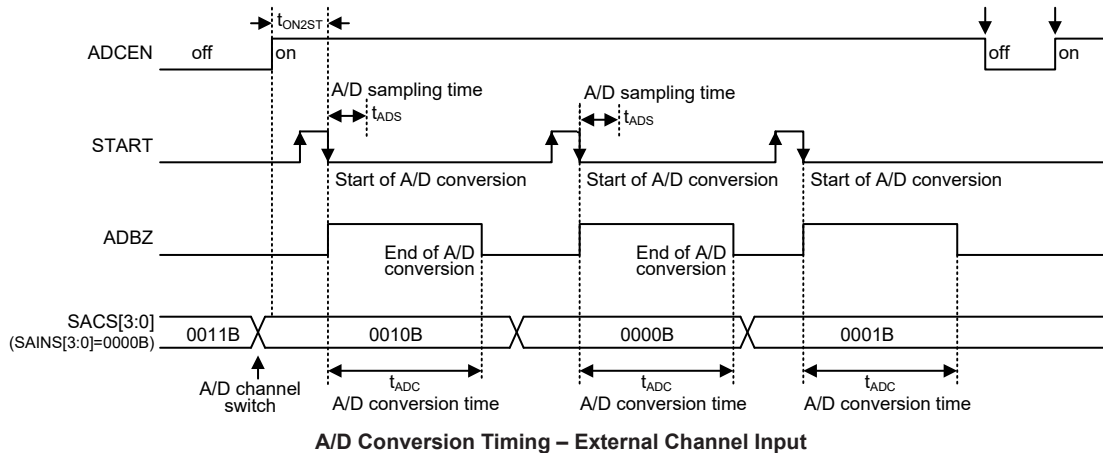 tON2ST
ADCEN
off
on
off
on
A/D sampling time
tADS
A/D sampling time
tADS
START
Start of A/D conversion
Start of A/D conversion
Start of A/D conversion
ADBZ
End of A/D
conversion
End of A/D
conversion
SACS[3:0]
(SAINS[3:0]=0000B)
0011B
0010B
0000B
0001B
A/D channel
switch
tADC
A/D conversion time
tADC
A/D conversion time
tADC
A/D conversion time
A/D Conversion Timing – External Channel Input